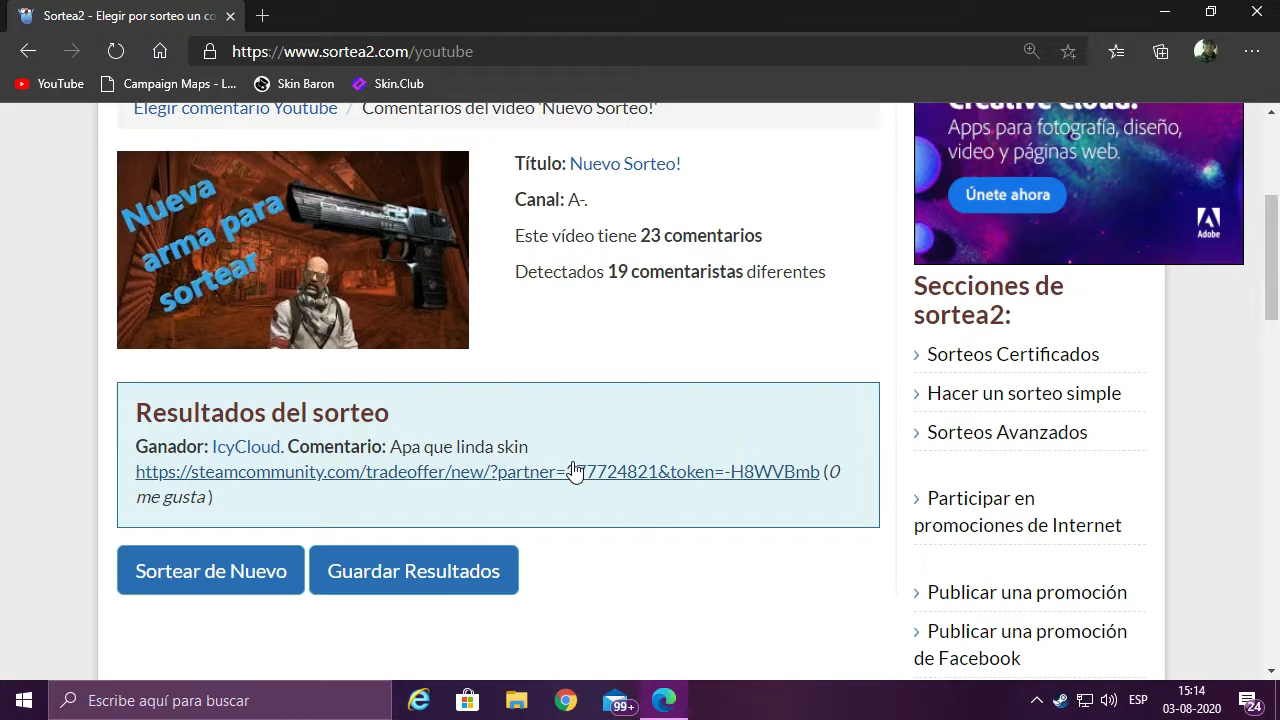 Sortea2 - Elegir por sorteo un co
https://www.sortea2.com/youtube
YouTube
Campaign Maps - L...
Skin Baron
Skin.Club
Elegir comentario Youtube / Comentarios del video 'Nuevo Sorteo!'
Nueva
arma para
sortear
Título: Nuevo Sorteo!
Canal: A-.
Este vídeo tiene 23 comentarios
Detectados 19 comentaristas diferentes
Resultados del sorteo
Ganador: IcyCloud. Comentario: Apa que linda skin
https://steamcommunity.com/tradeoffer/new/?partner= 7724821&token=-H8WVBmb (0
me gusta )
Sortear de Nuevo
Guardar Resultados
Creative Cloud.
Apps para fotografía, diseño,
video y páginas web.
Únete ahora
Adobe
Secciones de
sortea2:
Sorteos Certificados
Hacer un sorteo simple
Sorteos Avanzados
Participar en
promociones de Internet
Publicar una promoción
Publicar una promoción
de Facebook
Escribe aquí para buscar
99+
ESP
15:14
03-08-2020
24